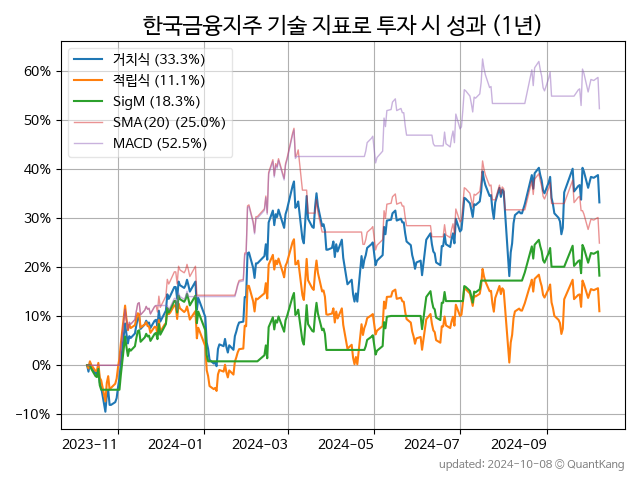 한국금융지주 기술 지표로 투자 시 성과 (1년)
거치식 (33.3%)
적립식 (11.1%)
SigM (18.3%)
SMA(20) (25.0%)
MACD (52.5%)
60%
50%
40%
30%
20%
10%
0%
−10%
2023-11
2024-01
2024-03
2024-05
2024-07
2024-09
updated: 2024-10-08 © QuantKang